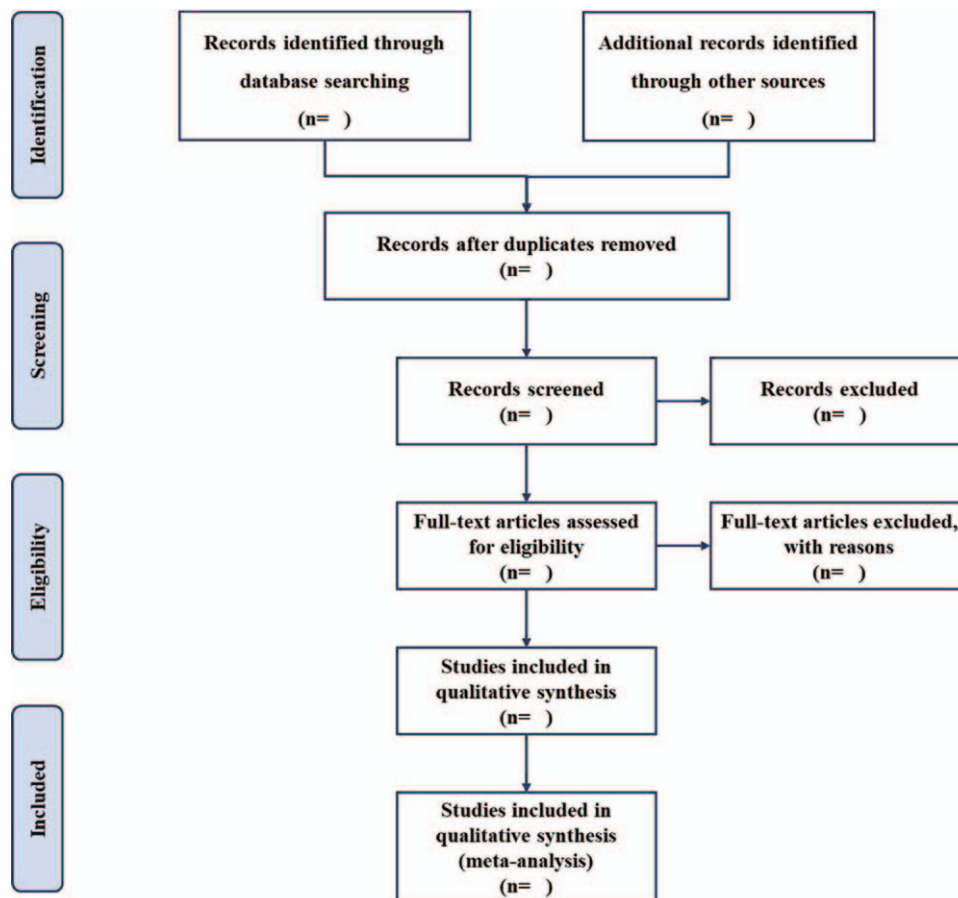 Identification
Records identified through
database searching
(n= )
Additional records identified
through other sources
(n= )
Records after duplicates removed
(n= )
Screening
Records screened
(n= )
Records excluded
(n= )
Eligibility
Full-text articles assessed
for eligibility
(n= )
Full-text articles excluded,
with reasons
(n= )
Studies included in
qualitative synthesis
(n= )
Included
Studies included in
qualitative synthesis
(meta-analysis)
(n= )